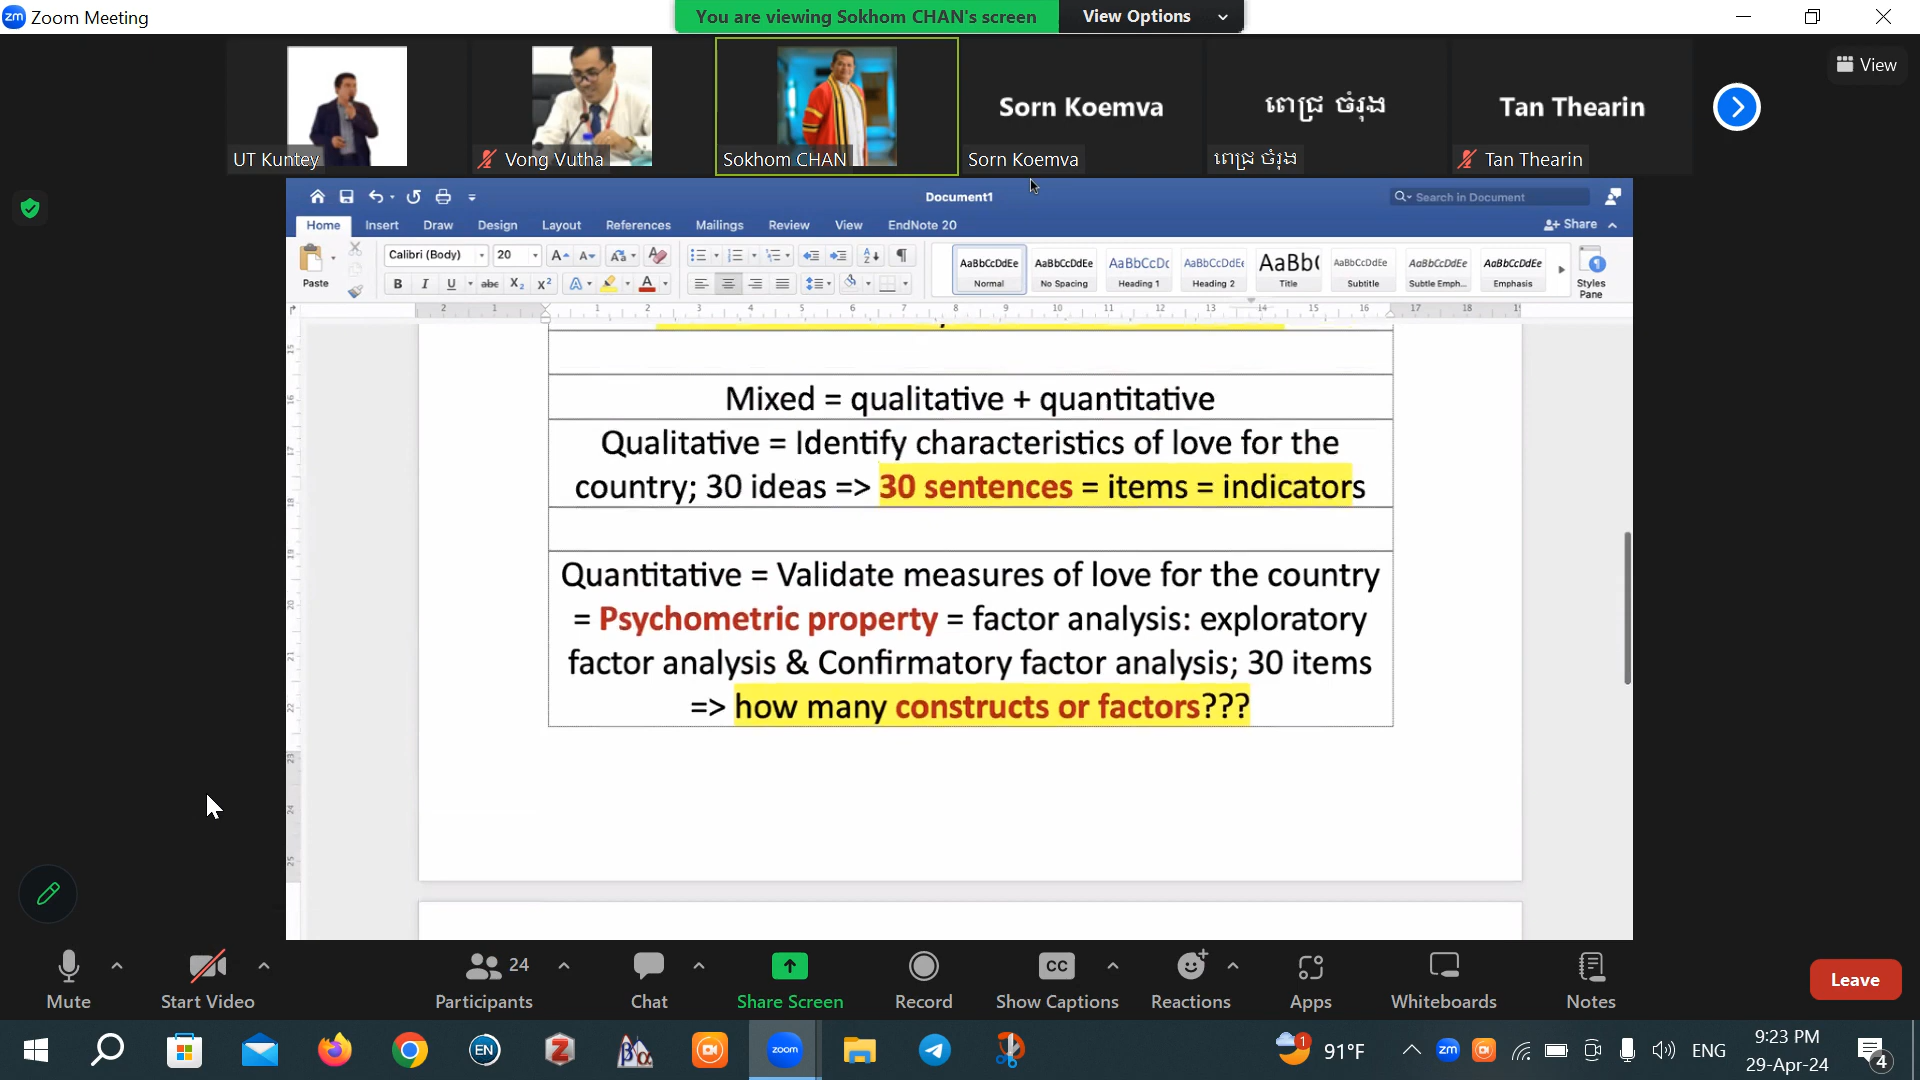 Zoom Meeting
You are viewing Sokhom CHAN's screen
View Options
View
UT Kuntey
Vong Vutha
Sokhom CHAN
Sorn Koemva
Sorn Koemva
ពេជ្រ ចំរុង
ពេជ្រ ចំរុង
Tan Thearin
Tan Thearin
Document1
Search in Document
Home Insert Draw Design Layout References Mailings Review View EndNote 20
Share
Paste
Calibri (Body) 20
AaBbCcDdEe AaBbCcDdEe AaBbCcDc AaBbCcDdEe AaBb( AaBbCcDdEe AaBbCcDdEe AaBbCcDdEe
Normal No Spacing Heading 1 Heading 2 Title Subtitle Subtle Emph... Emphasis
Styles
Pane
Mixed = qualitative + quantitative
Qualitative = Identify characteristics of love for the
country; 30 ideas => 30 sentences = items = indicators
Quantitative = Validate measures of love for the country
= Psychometric property = factor analysis: exploratory
factor analysis & Confirmatory factor analysis; 30 items
=> how many constructs or factors???
Mute
Start Video
24
Participants
Chat
Share Screen
Record
CC
Show Captions
Reactions
Apps
Whiteboards
Notes
Leave
EN
zoom
91°F
ENG
9:23 PM
29-Apr-24
4